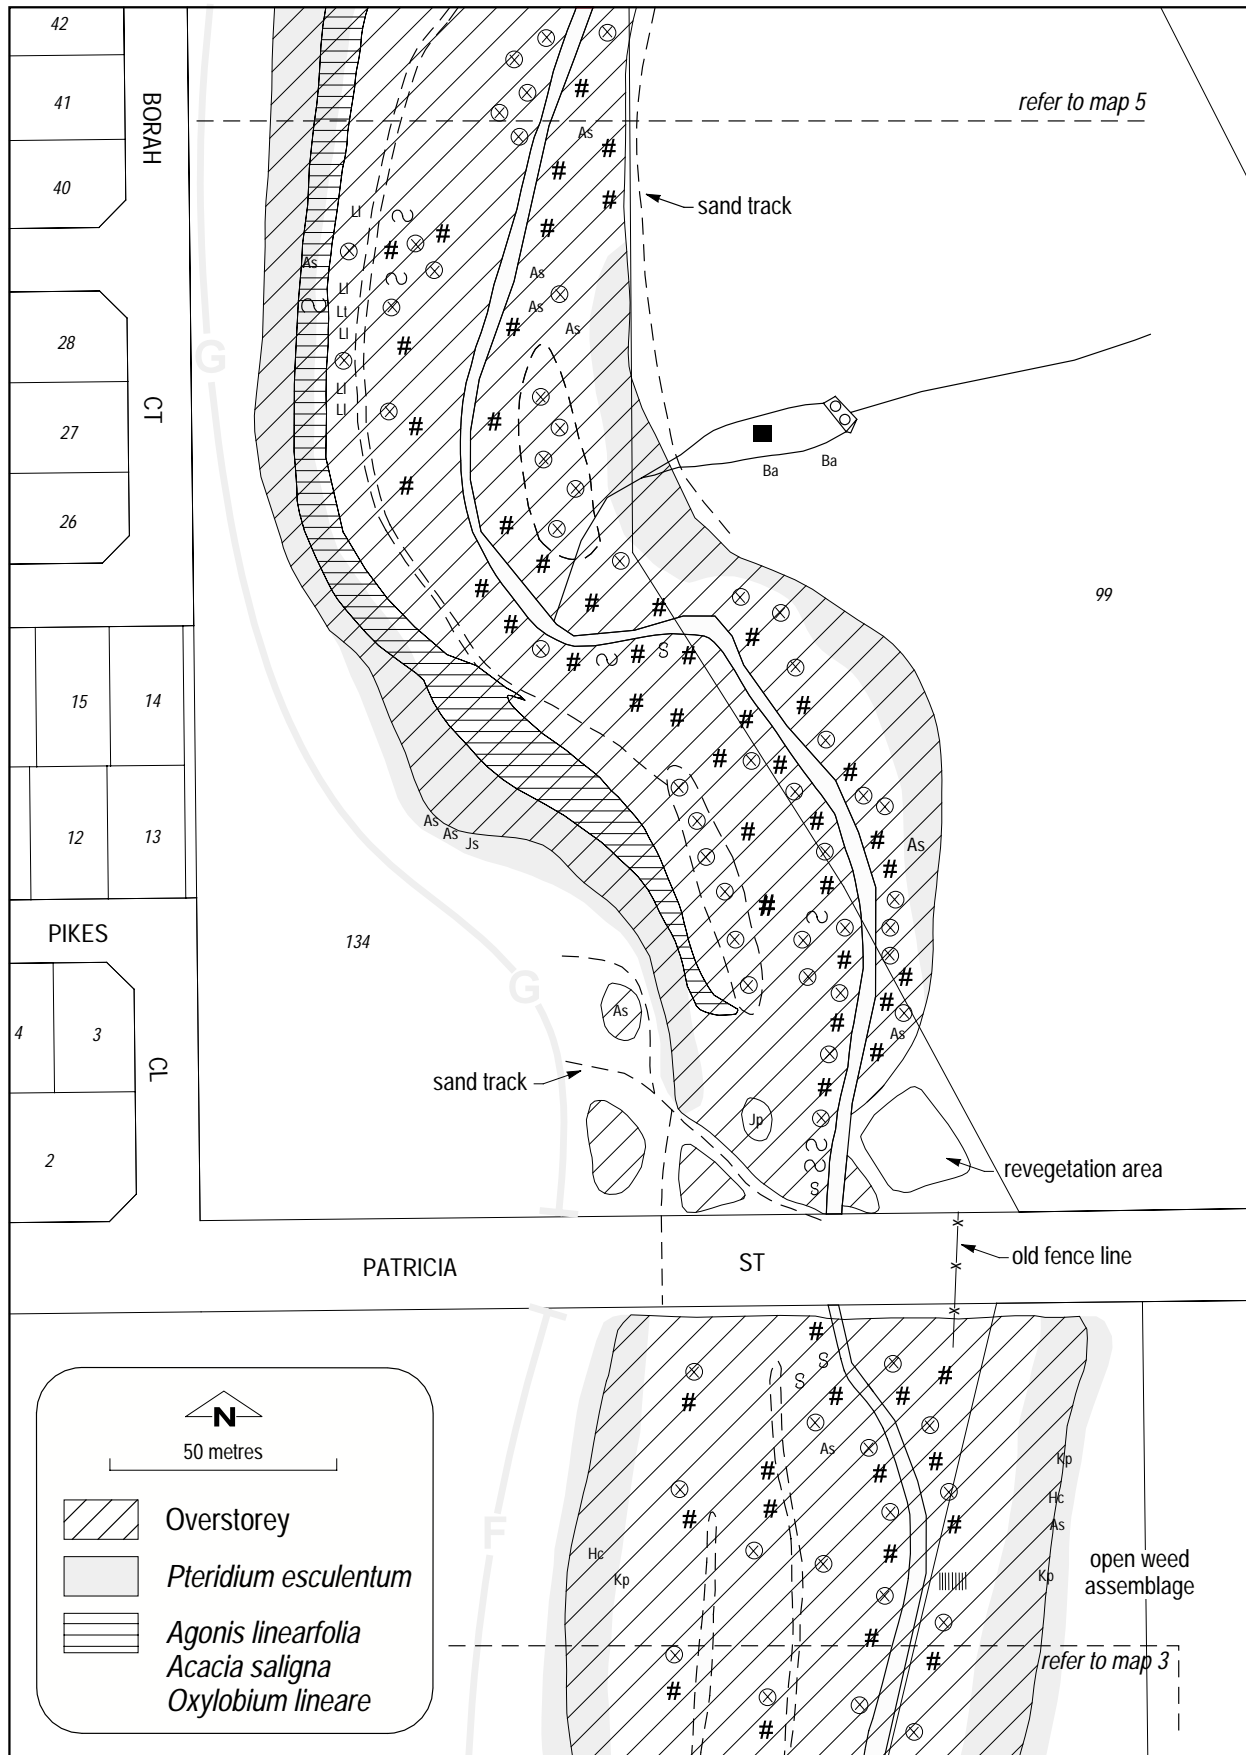 42
41
BORAH
40
refer to map 5
As
sand track
Ll
As
Ll
Lt
Ll
As
As
As
28
G
Ll
Ll
CT
27
Ba
Ba
26
99
15
14
12
13
As
As
Js
As
PIKES
134
G
As
As
4
3
CL
sand track
Jp
2
revegetation area
PATRICIA
ST
old fence line
F
As
Kp
Hc
As
Hc
Kp
Kp
open weed
assemblage
refer to map 3
N
50 metres
Overstorey
Pteridium esculentum
Agonis linearfolia
Acacia saligna
Oxylobium lineare